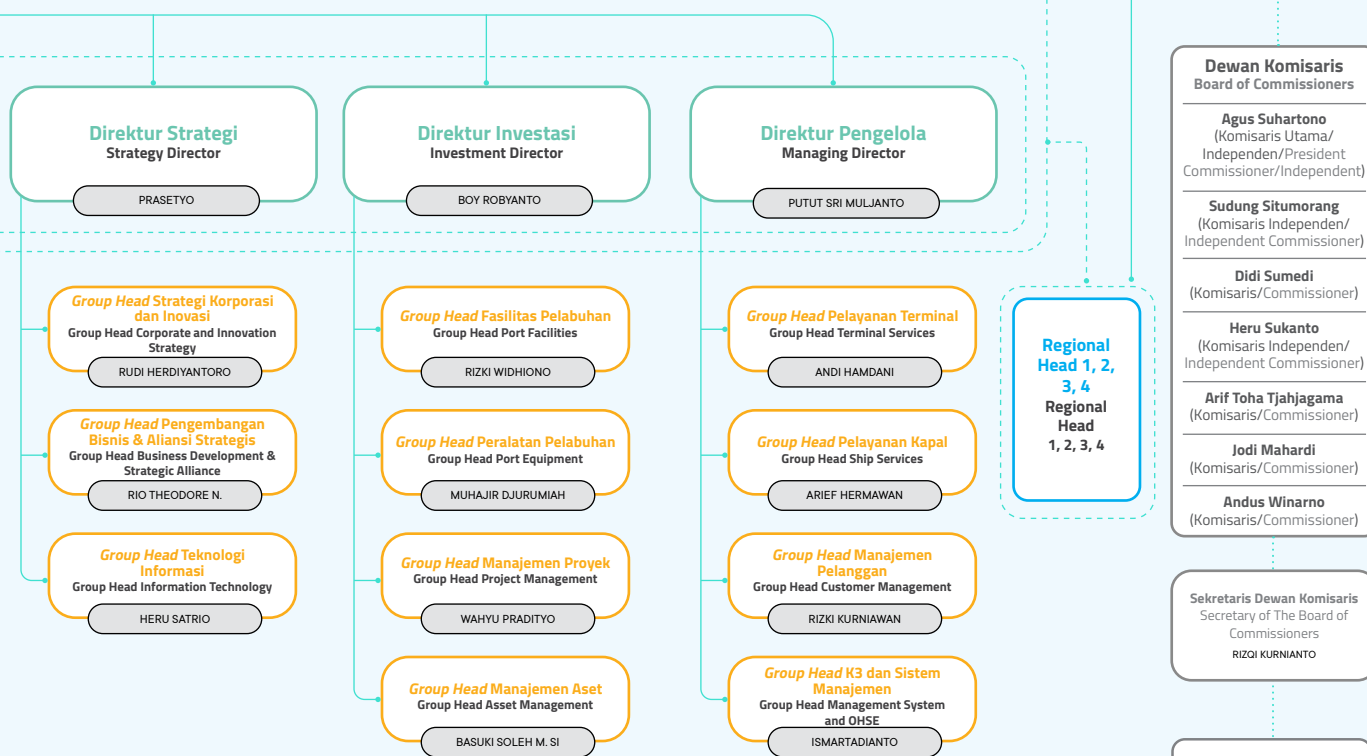 Direktur Strategi
Strategy Director
PRASETYO
Group Head Strategi Korporasi
dan Inovasi
Group Head Corporate and Innovation
Strategy
RUDI HERDIYANTORO
Group Head Pengembangan
Bisnis & Aliansi Strategis
Group Head Business Development &
Strategic Alliance
RIO THEODORE N.
Group Head Teknologi
Informasi
Group Head Information Technology
HERU SATRIO
Direktur Investasi
Investment Director
BOY ROBYANTO
Group Head Fasilitas Pelabuhan
Group Head Port Facilities
RIZKI WIDHIONO
Group Head Peralatan Pelabuhan
Group Head Port Equipment
MUHAJIR DJURUMIAH
Group Head Manajemen Proyek
Group Head Project Management
WAHYU PRADITYO
Group Head Manajemen Aset
Group Head Asset Management
BASUKI SOLEH M. SI
Direktur Pengelola
Managing Director
PUTUT SRI MULJANTO
Group Head Pelayanan Terminal
Group Head Terminal Services
ANDI HAMDANI
Group Head Pelayanan Kapal
Group Head Ship Services
ARIEF HERMAWAN
Group Head Manajemen
Pelanggan
Group Head Customer Management
RIZKI KURNIAWAN
Group Head K3 dan Sistem
Manajemen
Group Head Management System
and OHSE
ISMARTADIANTO
Regional
Head 1, 2,
3, 4
Regional
Head
1, 2, 3, 4
Dewan Komisaris
Board of Commissioners
Agus Suhartono
(Komisaris Utama/
Independen/President
Commissioner/Independent)
Sudung Situmorang
(Komisaris Independen/
Independent Commissioner)
Didi Sumedi
(Komisaris/Commissioner)
Heru Sukanto
(Komisaris Independen/
Independent Commissioner)
Arif Toha Tjahjagama
(Komisaris/Commissioner)
Jodi Mahardi
(Komisaris/Commissioner)
Andus Winarno
(Komisaris/Commissioner)
Sekretaris Dewan Komisaris
Secretary of The Board of
Commissioners
RIZQI KURNIANTO